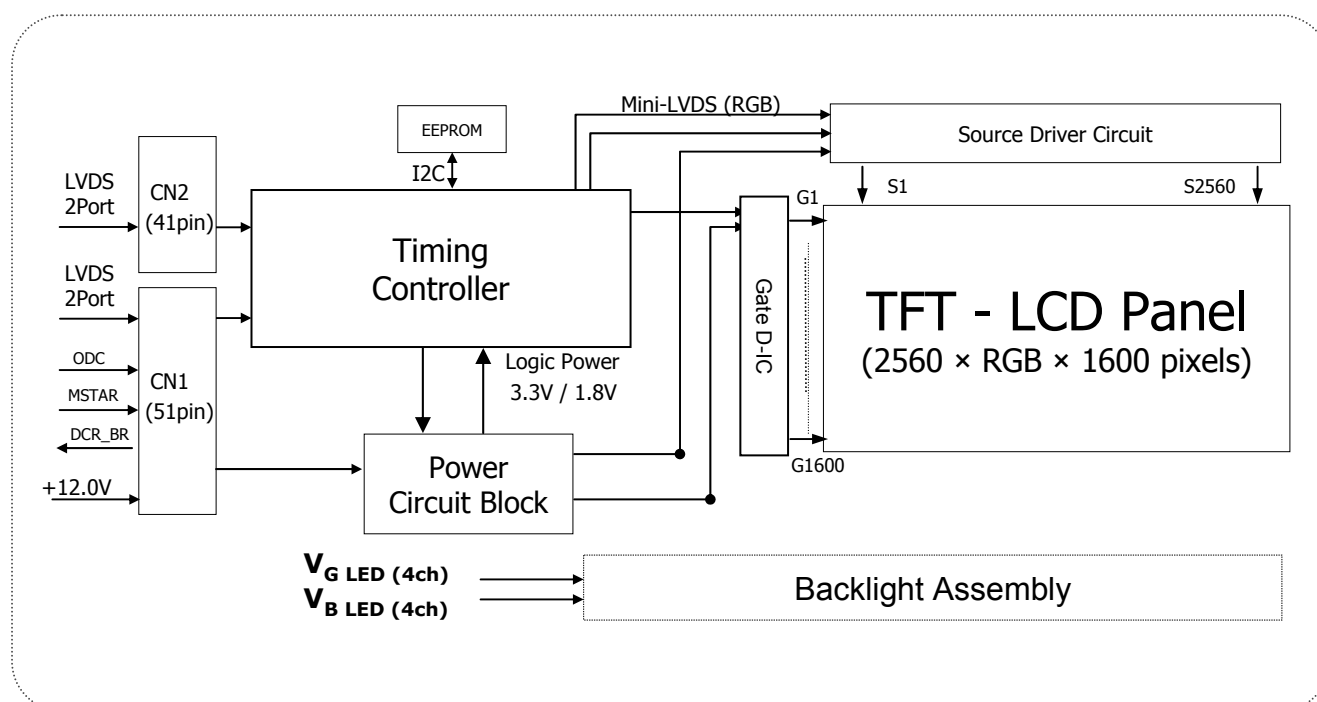 Mini-LVDS (RGB)
EEPROM
Source Driver Circuit
I2C
LVDS
2Port
CN2
(41pin)
S1
S2560
G1
Timing
Controller
LVDS
2Port
Gate D-IC
TFT - LCD Panel
(2560 × RGB × 1600 pixels)
ODC
CN1
(51pin)
MSTAR
Logic Power
3.3V / 1.8V
DCR_BR
G1600
+12.0V
Power
Circuit Block
VG LED (4ch)
VB LED (4ch)
Backlight Assembly